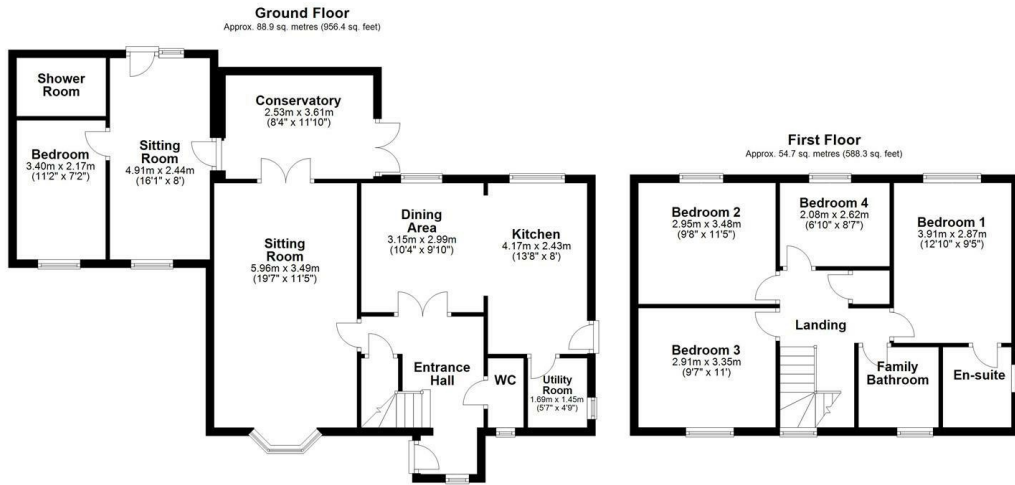 Ground Floor
Approx. 88.9 sq. metres (956.4 sq. feet)
Shower
Room
Bedroom
3.40m x 2.17m
(11'2" x 7'2")
Sitting
Room
4.91m x 2.44m
(16'1" x 8')
Conservatory
2.53m x 3.61m
(8'4" x 11'10")
Sitting
Room
5.96m x 3.49m
(19'7" x 11'5")
Dining
Area
3.15m x 2.99m
(10'4" x 9'10")
Kitchen
4.17m x 2.43m
(13'8" x 8')
Entrance
Hall
WC
Utility
Room
1.69m x 1.45m
(5'7" x 4'9")
First Floor
Approx. 54.7 sq. metres (588.3 sq. feet)
Bedroom 2
2.95m x 3.48m
(9'8" x 11'5")
Bedroom 4
2.08m x 2.62m
(6'10" x 8'7")
Bedroom 1
3.91m x 2.87m
(12'10" x 9'5")
Landing
Bedroom 3
2.91m x 3.35m
(9'7" x 11')
Family
Bathroom
En-suite